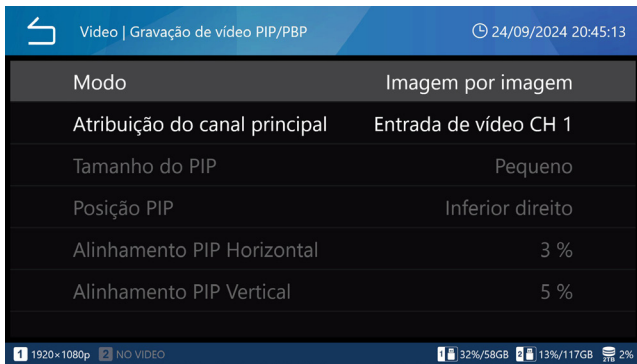 Video | Gravação de vídeo PIP/PBP 24/09/2024 20:45:13
Modo Imagem por imagem
Atribuição do canal principal Entrada de vídeo CH 1
Tamanho do PIP Pequeno
Posição PIP Inferior direito
Alinhamento PIP Horizontal 3 %
Alinhamento PIP Vertical 5 %
1 1920×1080p 2 NO VIDEO 1 32%/58GB 2 13%/117GB 2TB 2%